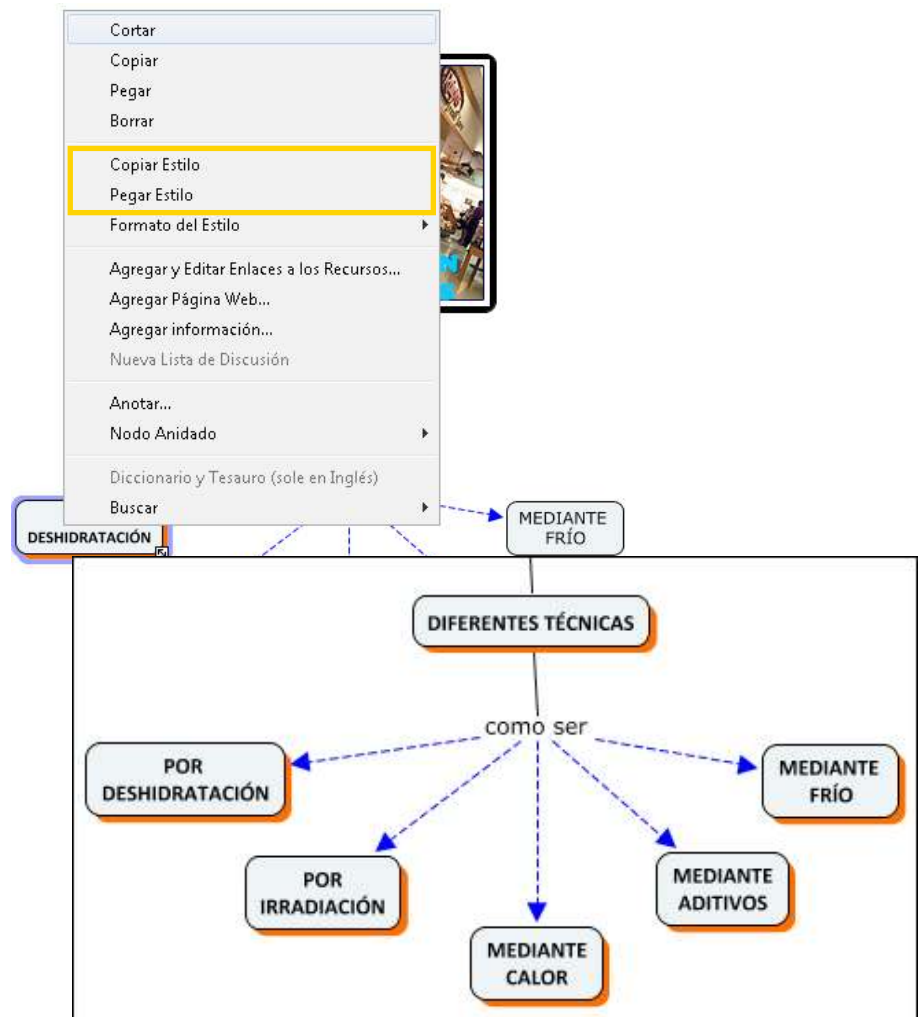 Cortar
Copiar
Pegar
Borrar
Copiar Estilo
Pegar Estilo
Formato del Estilo
Agregar y Editar Enlaces a los Recursos...
Agregar Página Web...
Agregar información...
Nueva Lista de Discusión
Anotar...
Nodo Anidado
Diccionario y Tesauro (sole en Inglés)
Buscar
DESHIDRATACIÓN
MEDIANTE
FRÍO
DIFERENTES TÉCNICAS
como ser
POR
DESHIDRATACIÓN
MEDIANTE
FRÍO
POR
IRRADIACIÓN
MEDIANTE
ADITIVOS
MEDIANTE
CALOR